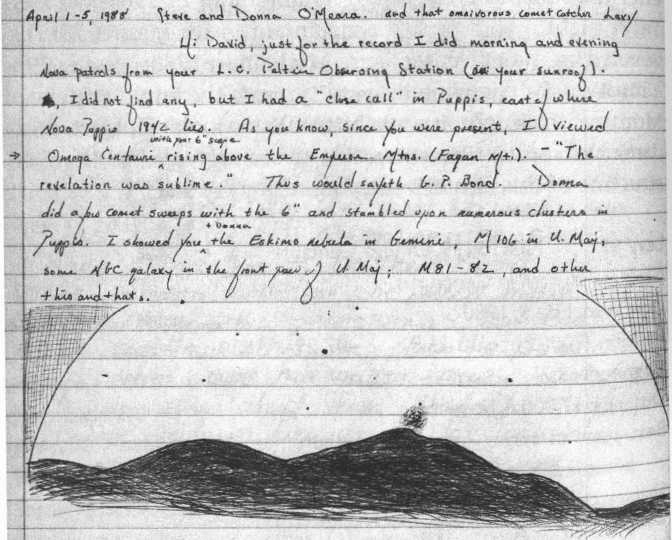 April 1-5, 1988 Steve and Donna O'Meara. and that omnivorous comet catcher Levy
Hi David, just for the record I did morning and evening
Nova patrols from your L.C. Peltier Observing Station (your sunroof).
, I did not find any, but I had a "close call" in Puppis, east of where
Nova Puppis 1942 lies. As you know, since you were present, I viewed
with your 6" scope
→ Omega Centauri ^ rising above the Emperor Mtns. (Fagan Mt.). - "The
revelation was sublime." Thus would sayeth G. P. Bond. Donna
did a few comet sweeps with the 6" and stumbled upon numerous clusters in
+ Donna
Puppis. I showed you ^ the Eskimo nebula in Gemini, M106 in U. Maj,
some NGC galaxy in the front paw of U. Maj; M81-82, and other
this and thats.